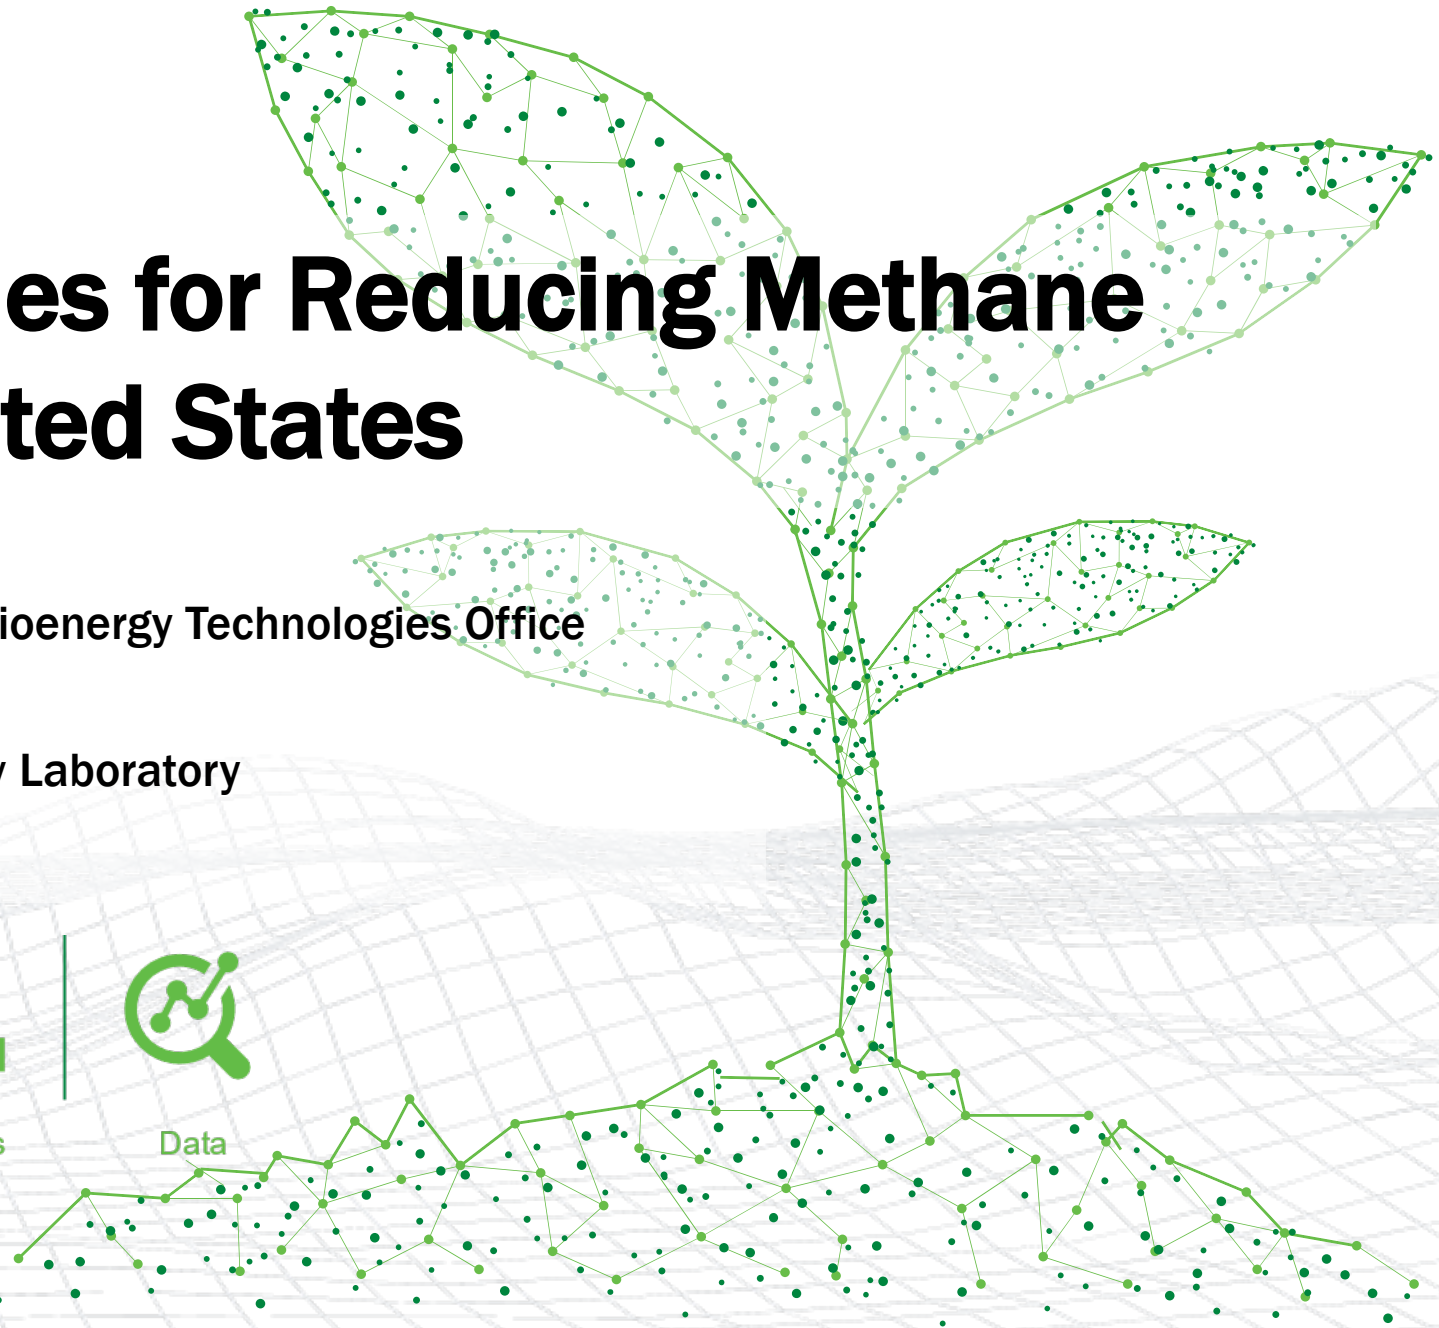 es for Reducing Methane
ted States
ioenergy Technologies Office
y Laboratory
s
Data